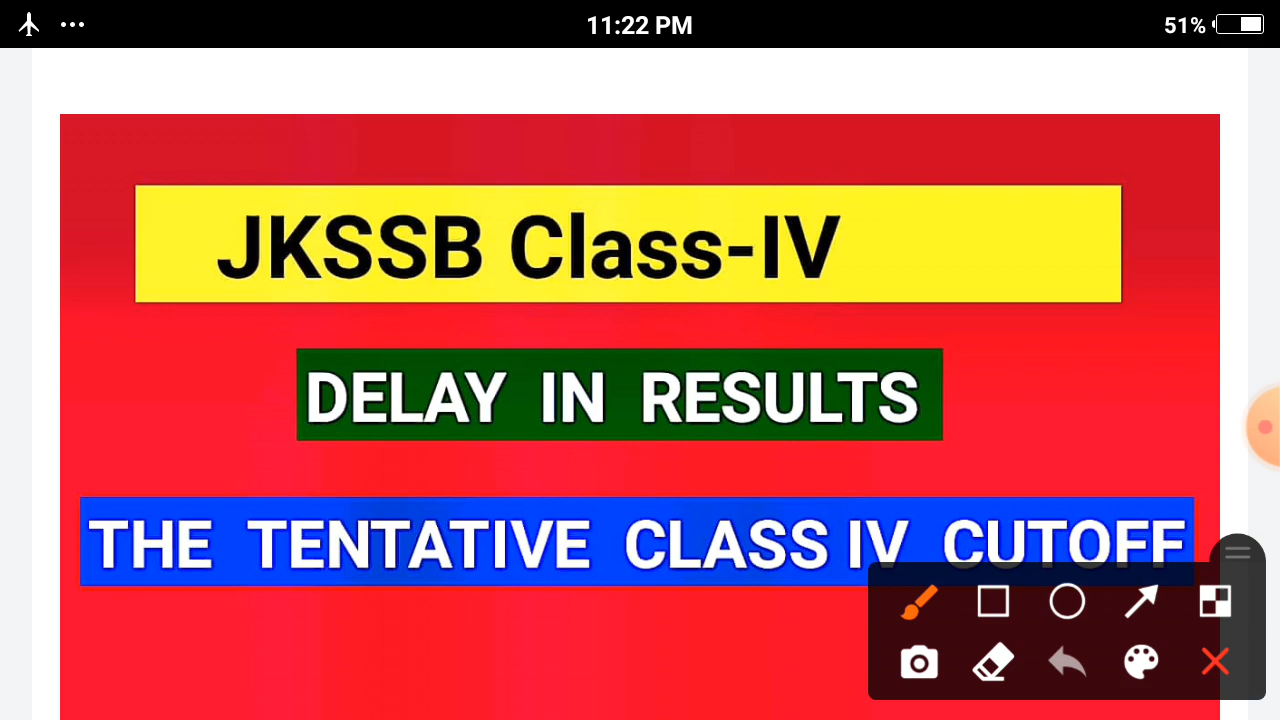 11:22 PM
51%
JKSSB Class-IV
DELAY IN RESULTS
THE TENTATIVE CLASS IV CUTOFF